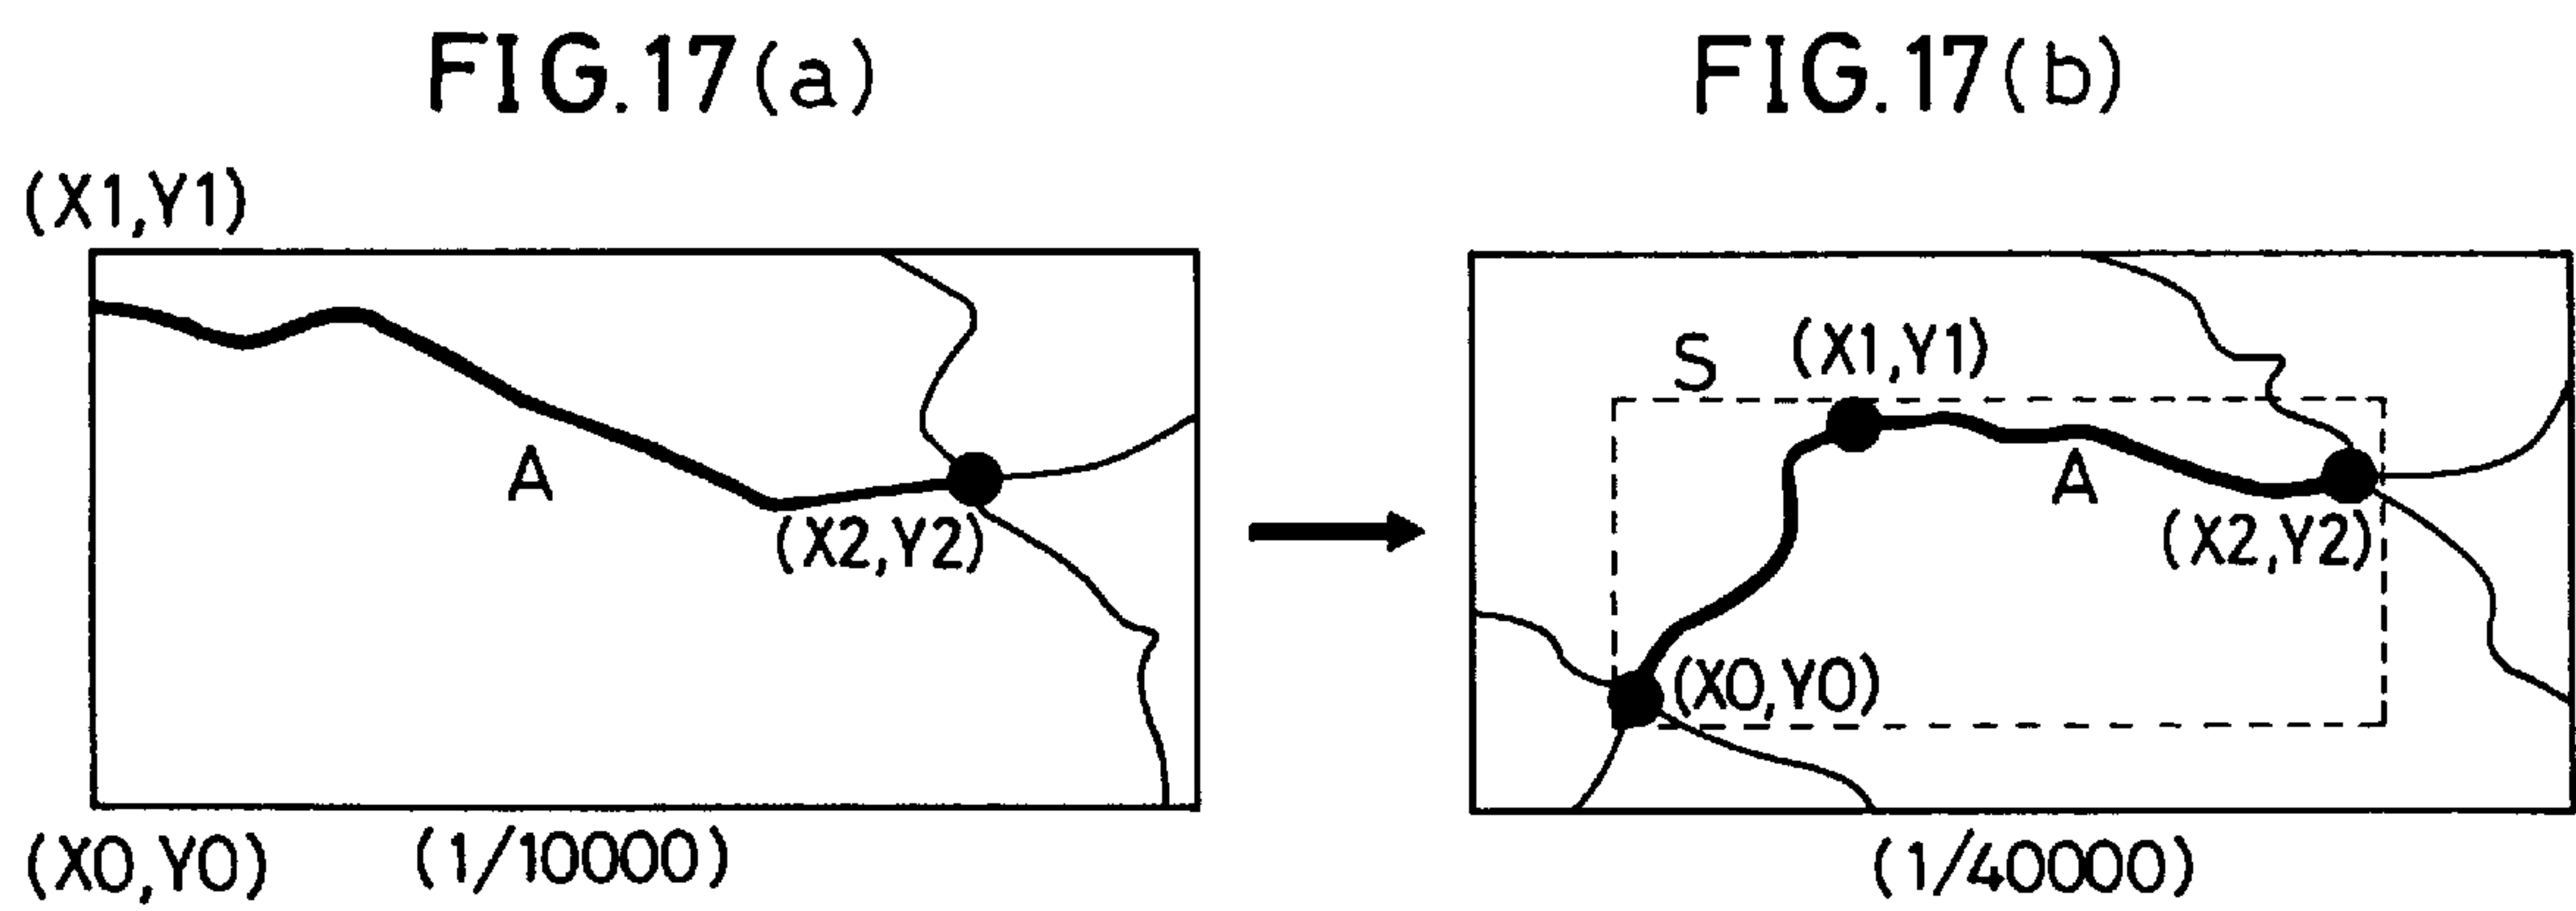 FIG.17(a)
(X1,Y1)
A
(X2,Y2)
(X0,Y0)
(1/10000)
FIG.17(b)
S
(X1,Y1)
A
(X2,Y2)
(X0,Y0)
(1/40000)